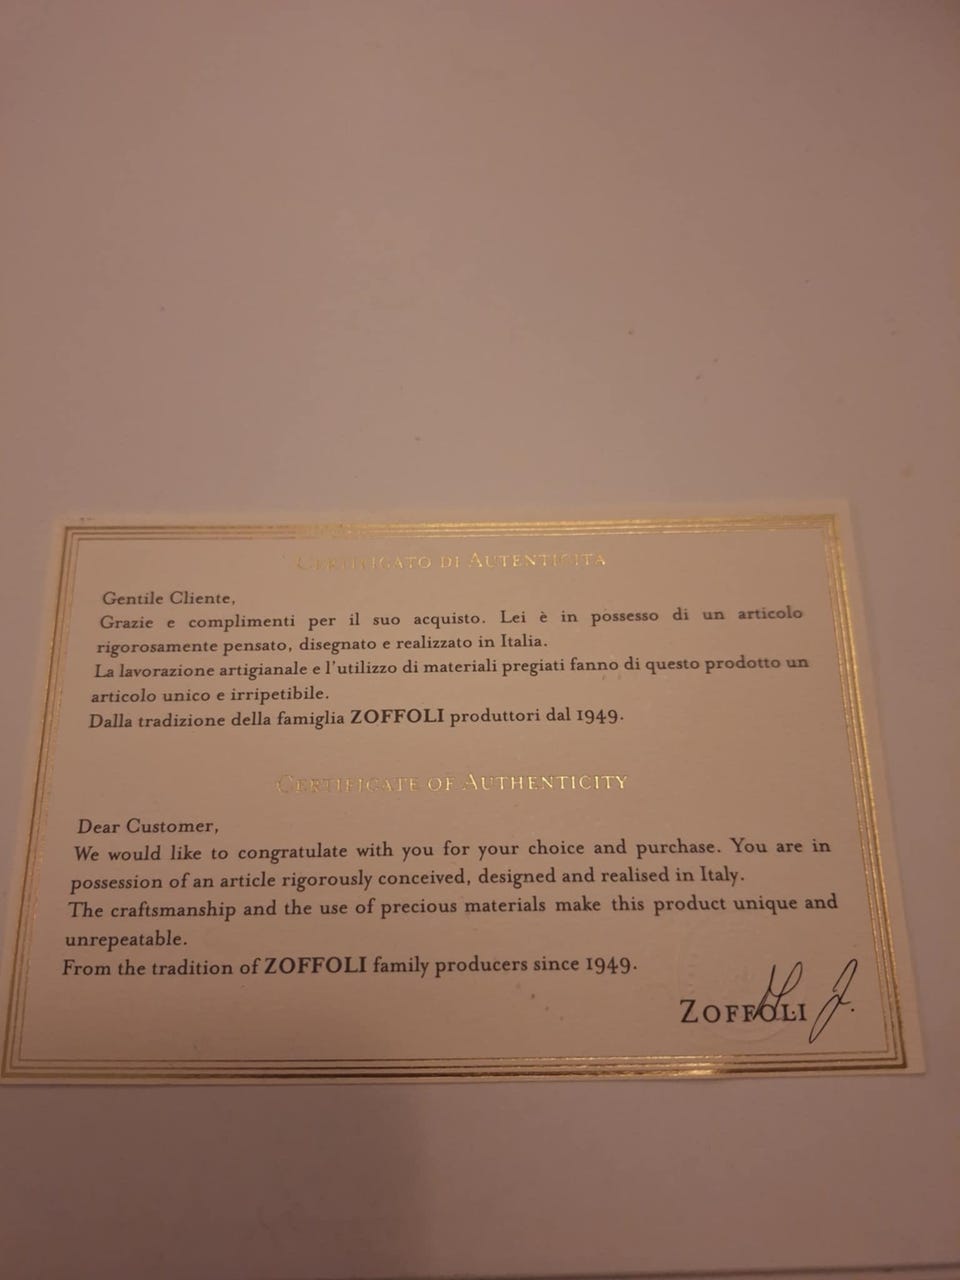 CERTIFICATO DI AUTENTICITÀ
Gentile Cliente,
Grazie e complimenti per il suo acquisto. Lei è in possesso di un articolo
rigorosamente pensato, disegnato e realizzato in Italia.
La lavorazione artigianale e l'utilizzo di materiali pregiati fanno di questo prodotto un
articolo unico e irripetibile.
Dalla tradizione della famiglia ZOFFOLI produttori dal 1949.
CERTIFICATE OF AUTHENTICITY
Dear Customer,
We would like to congratulate with you for your choice and purchase. You are in
possession of an article rigorously conceived, designed and realised in Italy.
The craftsmanship and the use of precious materials make this product unique and
unrepeatable.
From the tradition of ZOFFOLI family producers since 1949.
ZOFFOLI